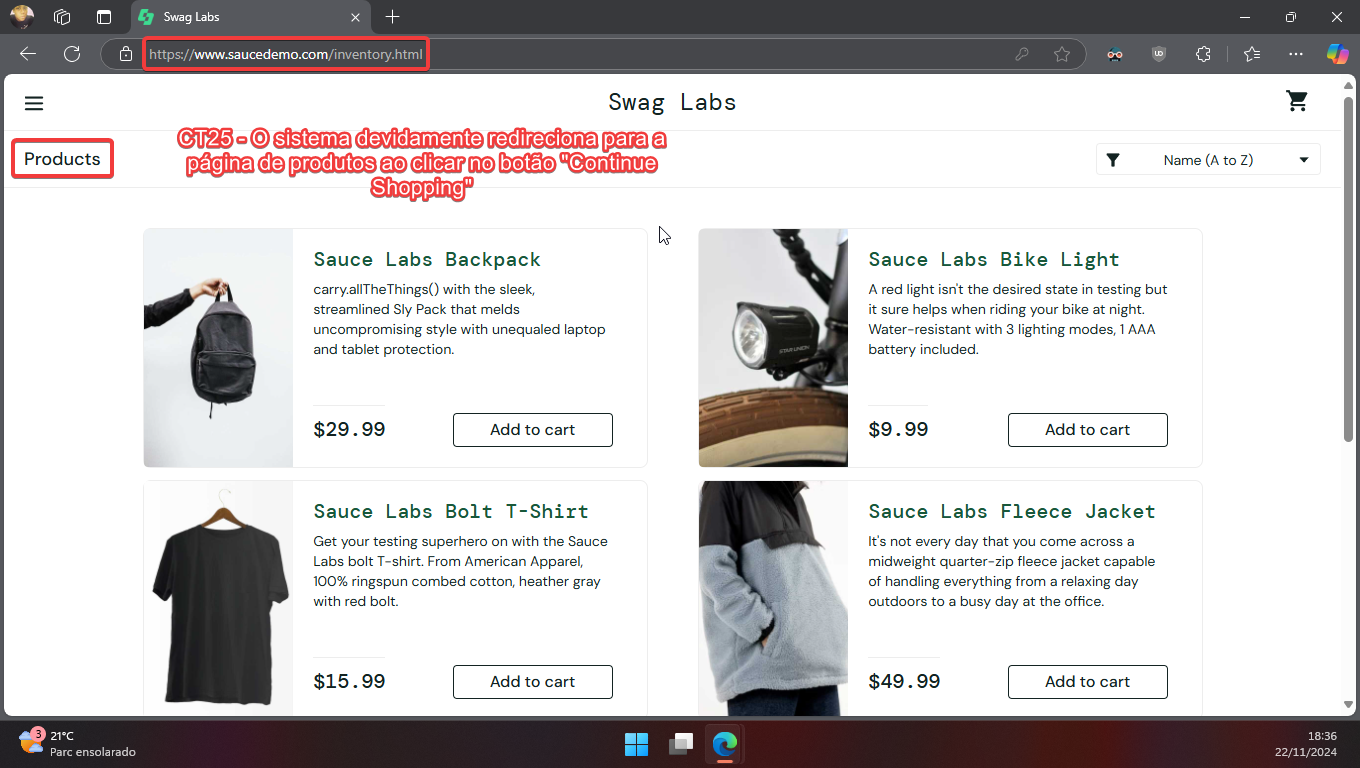 Swag Labs
https://www.saucedemo.com/inventory.html
UD
Swag Labs
Products
CT25 - O sistema devidamente redireciona para a
página de produtos ao clicar no botão "Continue
Shopping"
Name (A to Z)
Sauce Labs Backpack
carry.allTheThings() with the sleek,
streamlined Sly Pack that melds
uncompromising style with unequaled laptop
and tablet protection.
$29.99
Add to cart
Sauce Labs Bike Light
A red light isn't the desired state in testing but
it sure helps when riding your bike at night.
Water-resistant with 3 lighting modes, 1 AAA
battery included.
STAR UNION
$9.99
Add to cart
Sauce Labs Bolt T-Shirt
Get your testing superhero on with the Sauce
Labs bolt T-shirt. From American Apparel,
100% ringspun combed cotton, heather gray
with red bolt.
$15.99
Add to cart
Sauce Labs Fleece Jacket
It's not every day that you come across a
midweight quarter-zip fleece jacket capable
of handling everything from a relaxing day
outdoors to a busy day at the office.
$49.99
Add to cart
3
21°C
Parc ensolarado
18:36
22/11/2024